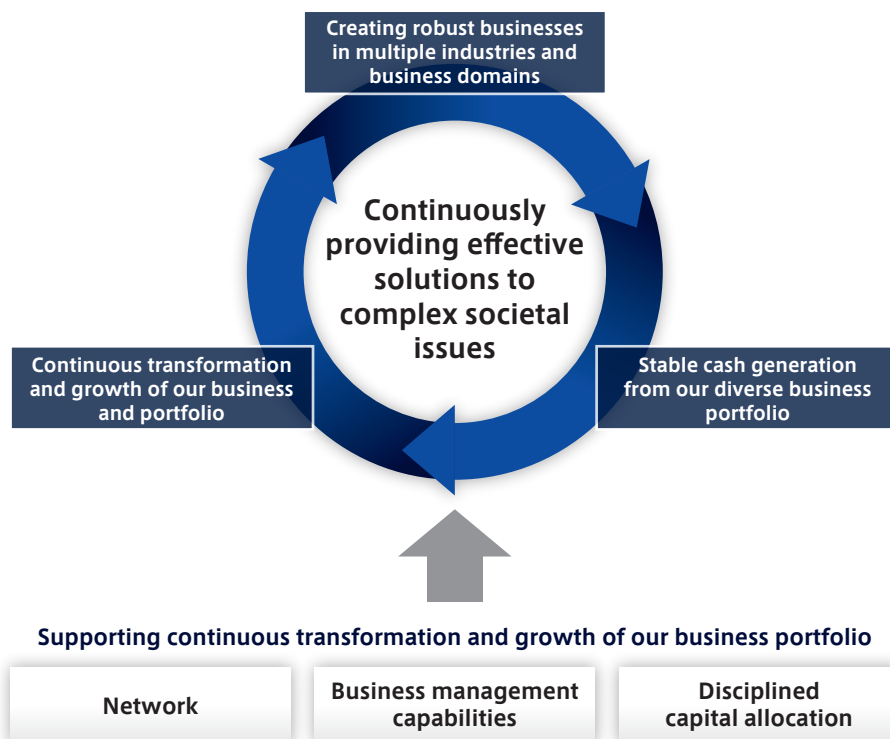 Creating robust businesses
in multiple industries and
business domains
Continuously
providing effective
solutions to
complex societal
issues
Continuous transformation
and growth of our business
and portfolio
Stable cash generation
from our diverse business
portfolio
Supporting continuous transformation and growth of our business portfolio
Network
Business management
capabilities
Disciplined
capital allocation